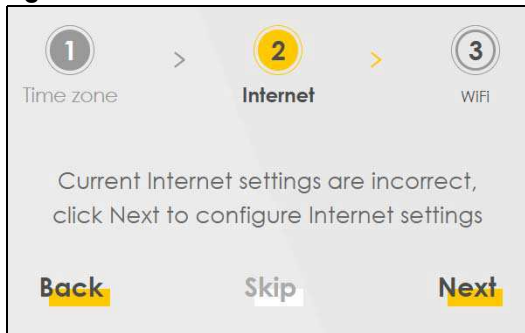 1 > 2 > 3
Time zone Internet WiFi
Current Internet settings are incorrect,
click Next to configure Internet settings
Back Skip Next